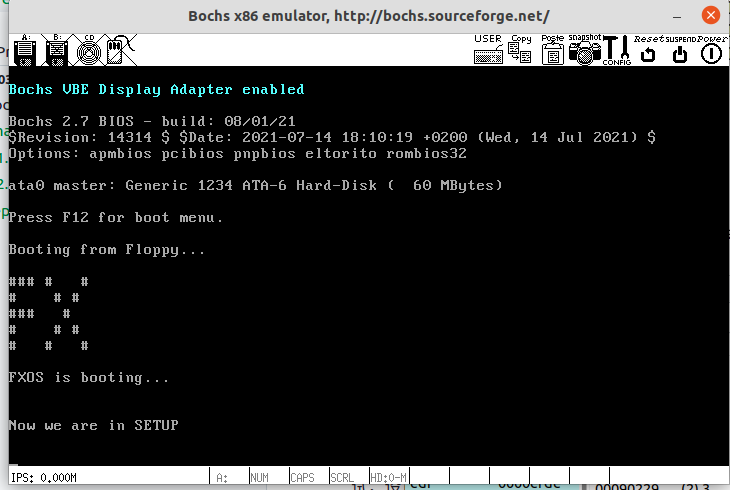 Bochs x86 emulator, http://bochs.sourceforge.net/
A: B: CD USER Copy Paste snapshot CONFIG Reset SUSPEND Power
Bochs VBE Display Adapter enabled
Bochs 2.7 BIOS - build: 08/01/21
$Revision: 14314 $ $Date: 2021-07-14 18:10:19 +0200 (Wed, 14 Jul 2021) $
Options: apmbios pcibios pnpbios eltorito rombios32
ata0 master: Generic 1234 ATA-6 Hard-Disk ( 60 MBytes)
Press F12 for boot menu.
Booting from Floppy...
### #   #
#    # #
###   #
#    # #
#   #   #
FXOS is booting...
Now we are in SETUP
IPS: 0.000M A: NUM CAPS SCRL HD:0-M